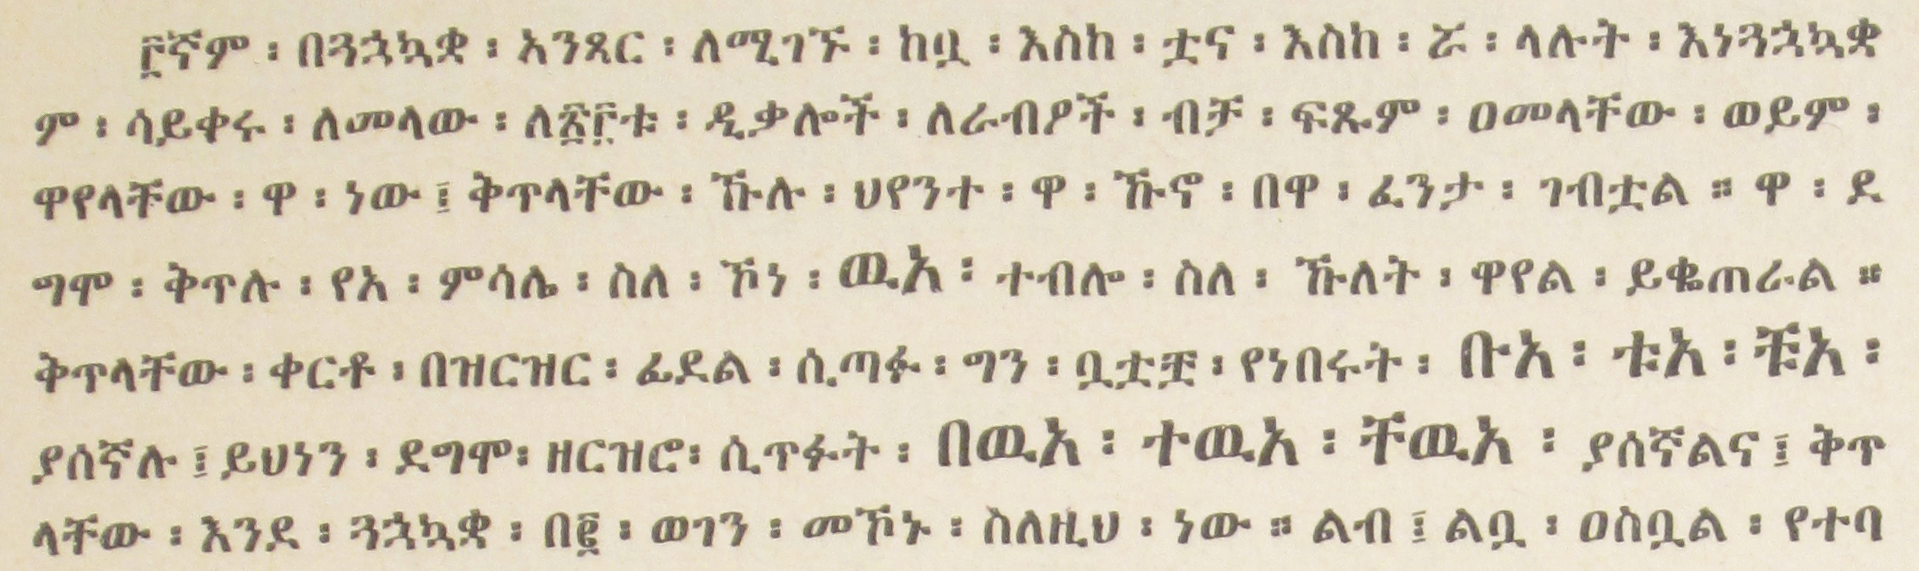 ፫ኛም ፡ በጓኋኳቋ ፡ አንጻር ፡ ለሚገኙ ፡ ከቧ ፡ እስከ ፡ ቷና ፡ እስከ ፡ ሯ ፡ ላሉት ፡ እነጓኋኳቋ
ም ፡ ሳይቀሩ ፡ ለመላው ፡ ለ፳፫ቱ ፡ ዲቃሎች ፡ ለራብዖች ፡ ብቻ ፡ ፍጹም ፡ ዐመላቸው ፡ ወይም ፡
ዋየላቸው ፡ ዋ ፡ ነው ፤ ቅጥላቸው ፡ ኹሉ ፡ ህየንተ ፡ ዋ ፡ ኹኖ ፡ በዋ ፡ ፈንታ ፡ ገብቷል ። ዋ ፡ ደ
ግሞ ፡ ቅጥሉ ፡ የአ ፡ ምሳሌ ፡ ስለ ፡ ኾነ ፡ ዉአ ፡ ተብሎ ፡ ስለ ፡ ኹለት ፡ ዋየል ፡ ይቈጠራል ።
ቅጥላቸው ፡ ቀርቶ ፡ በዝርዝር ፡ ፊደል ፡ ሲጣፉ ፡ ግን ፡ ቧቷቿ ፡ የነበሩት ፡ ቡአ ፡ ቱአ ፡ ቹአ ፡
ያሰኛሉ ፤ ይህነን ፡ ደግሞ ፡ ዘርዝሮ ፡ ሲጥፉት ፡ በዉአ ፡ ተዉአ ፡ ቸዉአ ፡ ያሰኛልና ፤ ቅጥ
ላቸው ፡ እንደ ፡ ጓኋኳቋ ፡ በ፪ ፡ ወገን ፡ መኾኑ ፡ ስለዚህ ፡ ነው ። ልብ ፤ ልቧ ፡ ዐስቧል ፡ የተባ